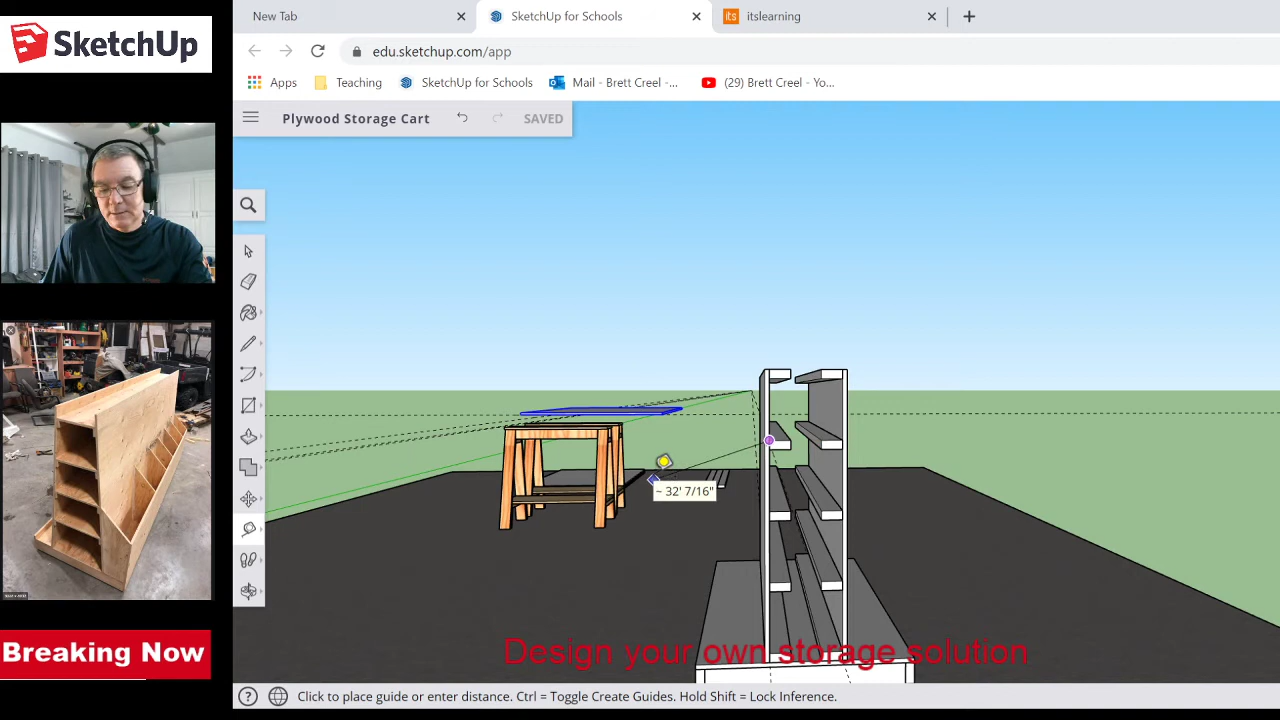 SketchUp
New Tab
SketchUp for Schools
its
itslearning
edu.sketchup.com/app
Apps
Teaching
SketchUp for Schools
Mail - Brett Creel -...
(29) Brett Creel - Yo...
Plywood Storage Cart
SAVED
~ 32' 7/16"
Design your own storage solution
Breaking Now
Click to place guide or enter distance. Ctrl = Toggle Create Guides. Hold Shift = Lock Inference.